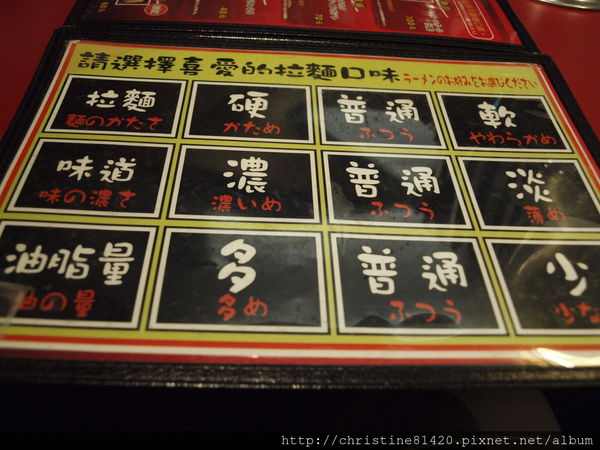 請選擇喜愛的拉麵口味 ラーメンのお好みをお選びください
拉麵 硬 普通 軟
麺のかたさ かため ふつう やわらかめ
味道 濃 普通 淡
味の濃さ 濃いめ ふつう 薄め
油脂量 多 普通 少
油の量 多め ふつう 少な
http://christine81420.pixnet.net/album